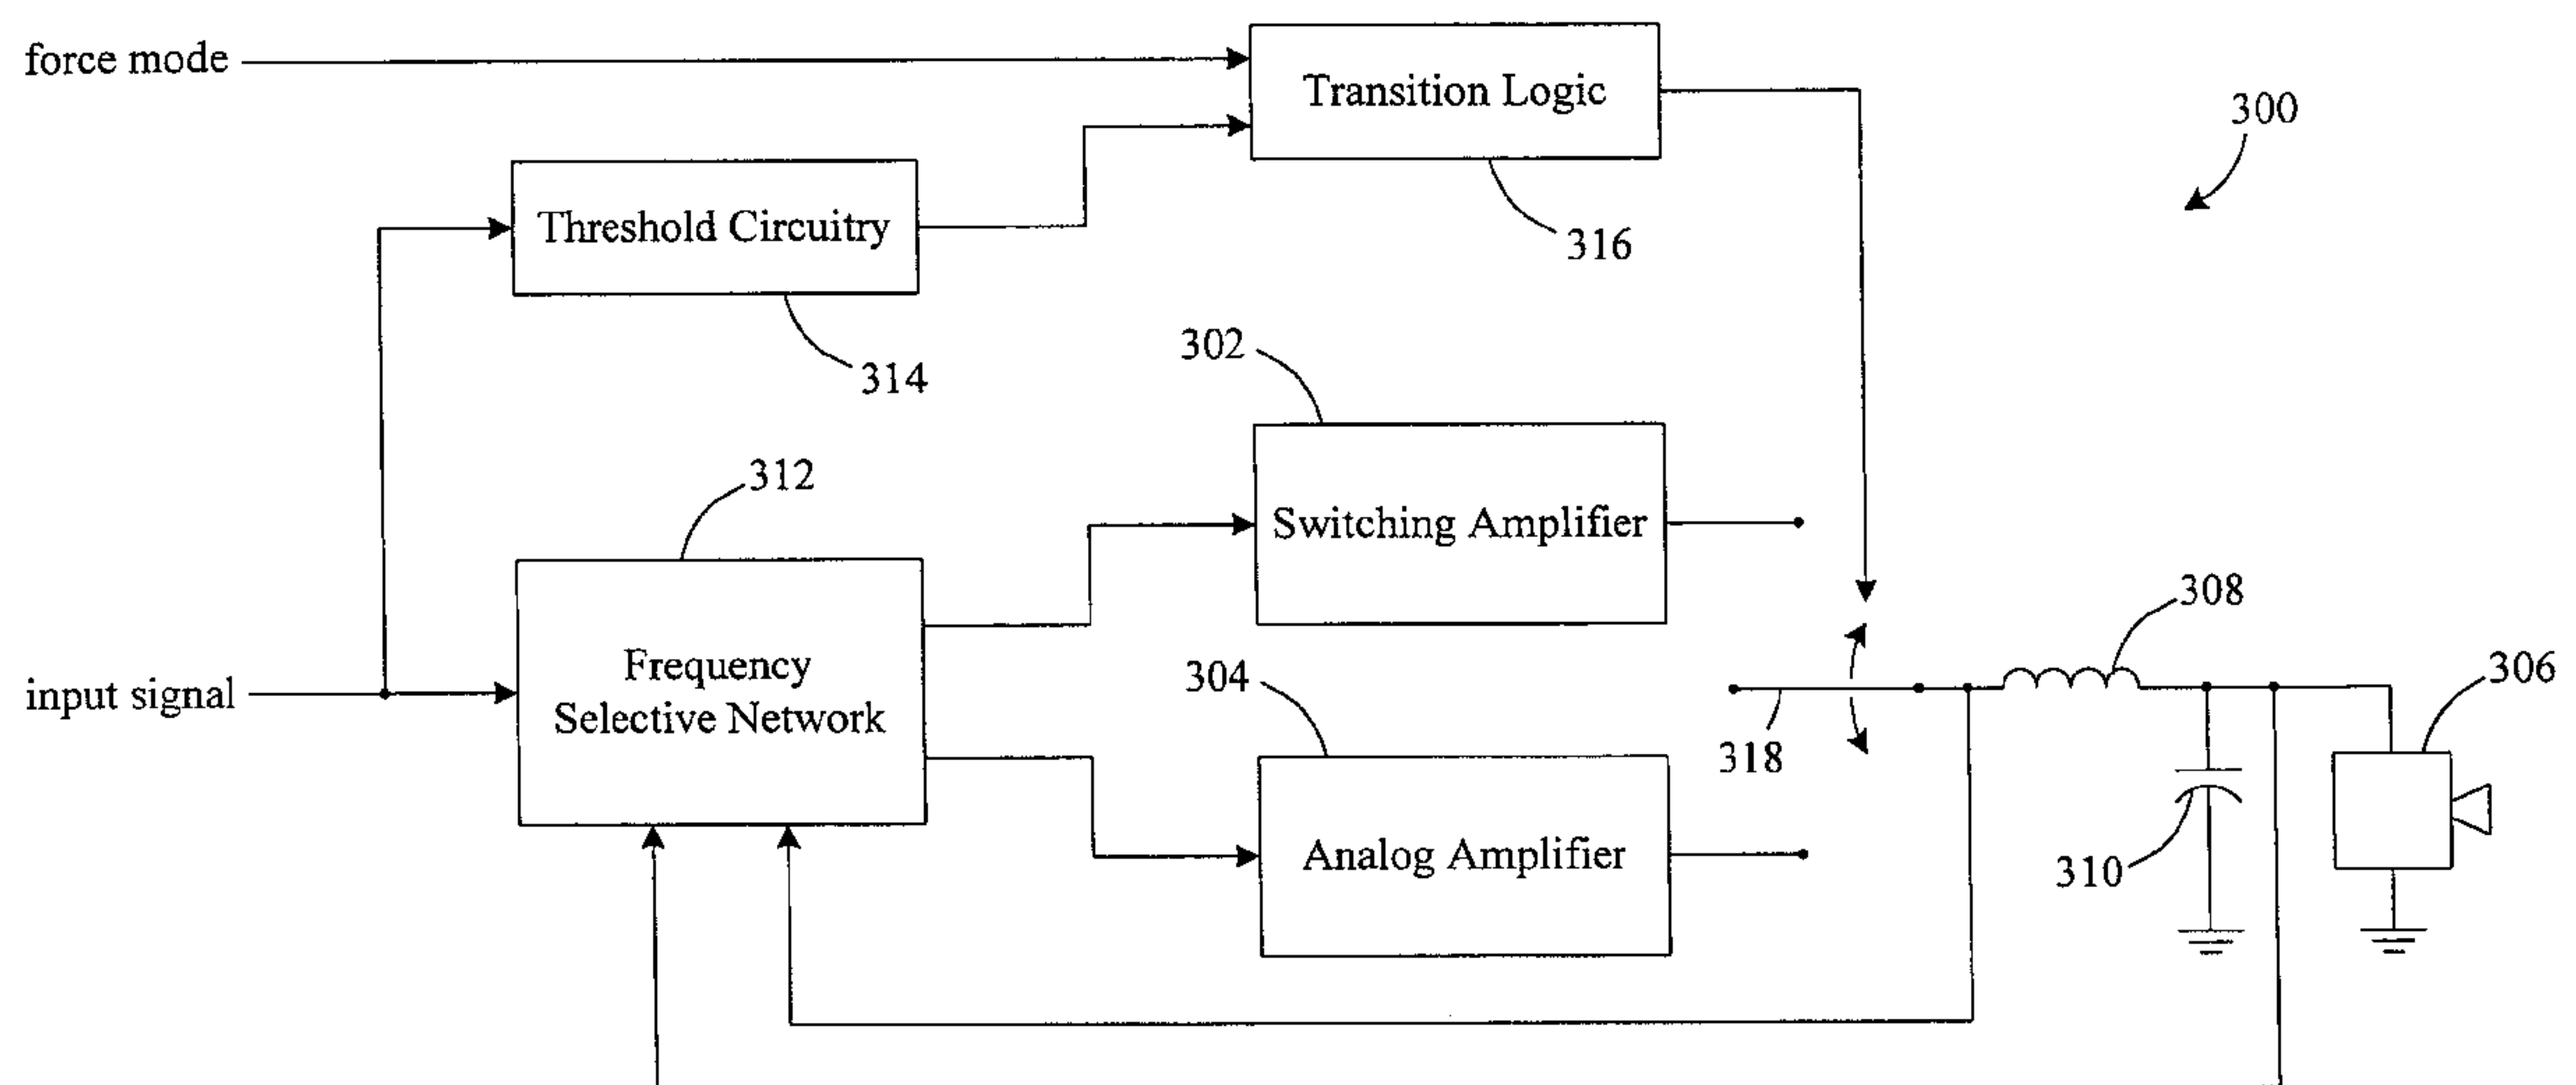 force mode
Transition Logic
300
Threshold Circuitry
316
302
314
312
Switching Amplifier
308
Frequency
Selective Network
input signal
304
306
318
310
Analog Amplifier